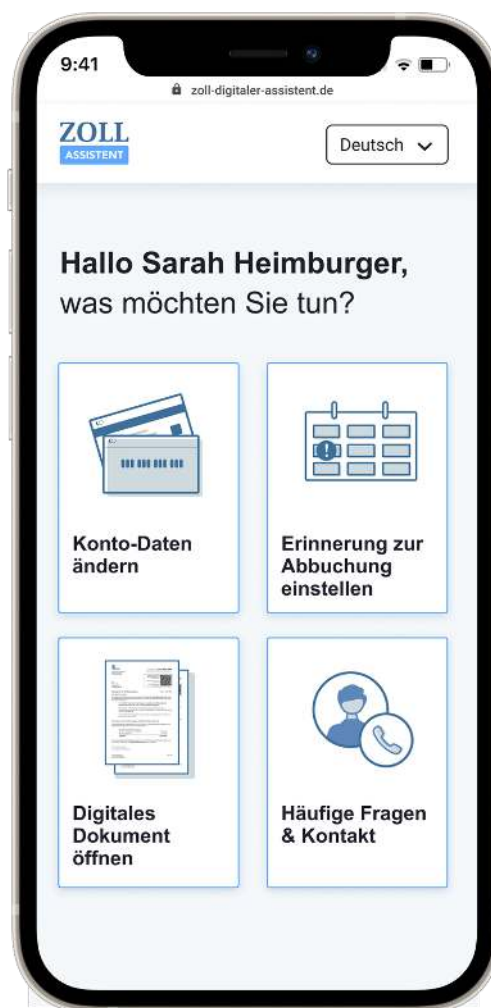 9:41
zoll-digitaler-assistent.de
ZOLL
ASSISTENT
Deutsch
Hallo Sarah Heimburger,
was möchten Sie tun?
Konto-Daten
ändern
Erinnerung zur
Abbuchung
einstellen
Digitales
Dokument
öffnen
Häufige Fragen
& Kontakt